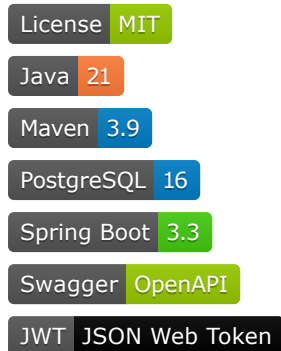 License MIT
Java 21
Maven 3.9
PostgreSQL 16
Spring Boot 3.3
Swagger OpenAPI
JWT JSON Web Token